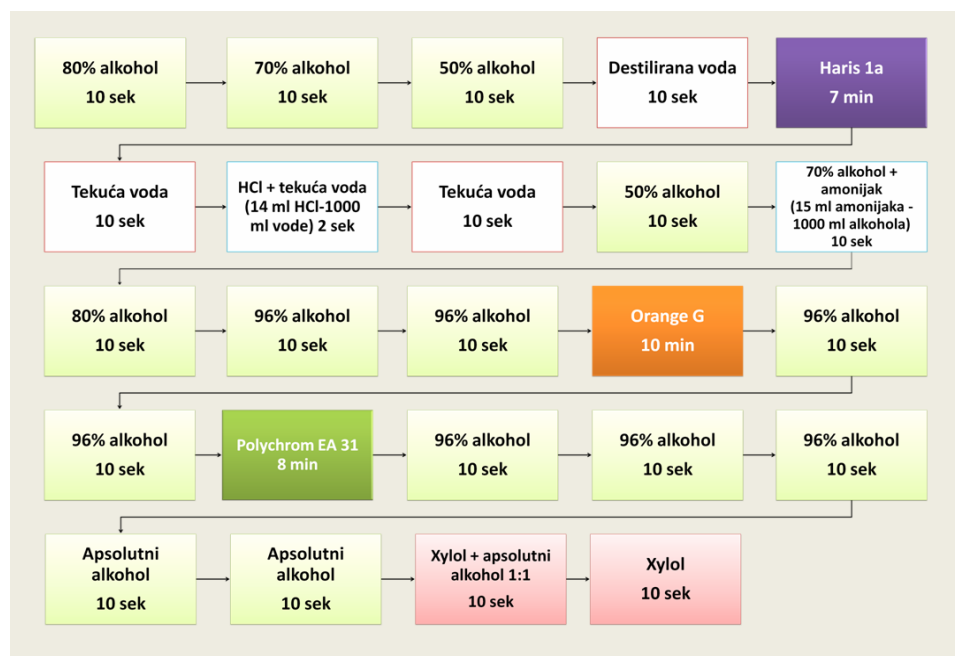 80% alkohol
10 sek
70% alkohol
10 sek
50% alkohol
10 sek
Destilirana voda
10 sek
Haris 1a
7 min
Tekuća voda
10 sek
HCl + tekuća voda
(14 ml HCl-1000
ml vode) 2 sek
Tekuća voda
10 sek
50% alkohol
10 sek
70% alkohol +
amonijak
(15 ml amonijaka -
1000 ml alkohola)
10 sek
80% alkohol
10 sek
96% alkohol
10 sek
96% alkohol
10 sek
Orange G
10 min
96% alkohol
10 sek
96% alkohol
10 sek
Polychrom EA 31
8 min
96% alkohol
10 sek
96% alkohol
10 sek
96% alkohol
10 sek
Apsolutni
alkohol
10 sek
Apsolutni
alkohol
10 sek
Xylol + apsolutni
alkohol 1:1
10 sek
Xylol
10 sek